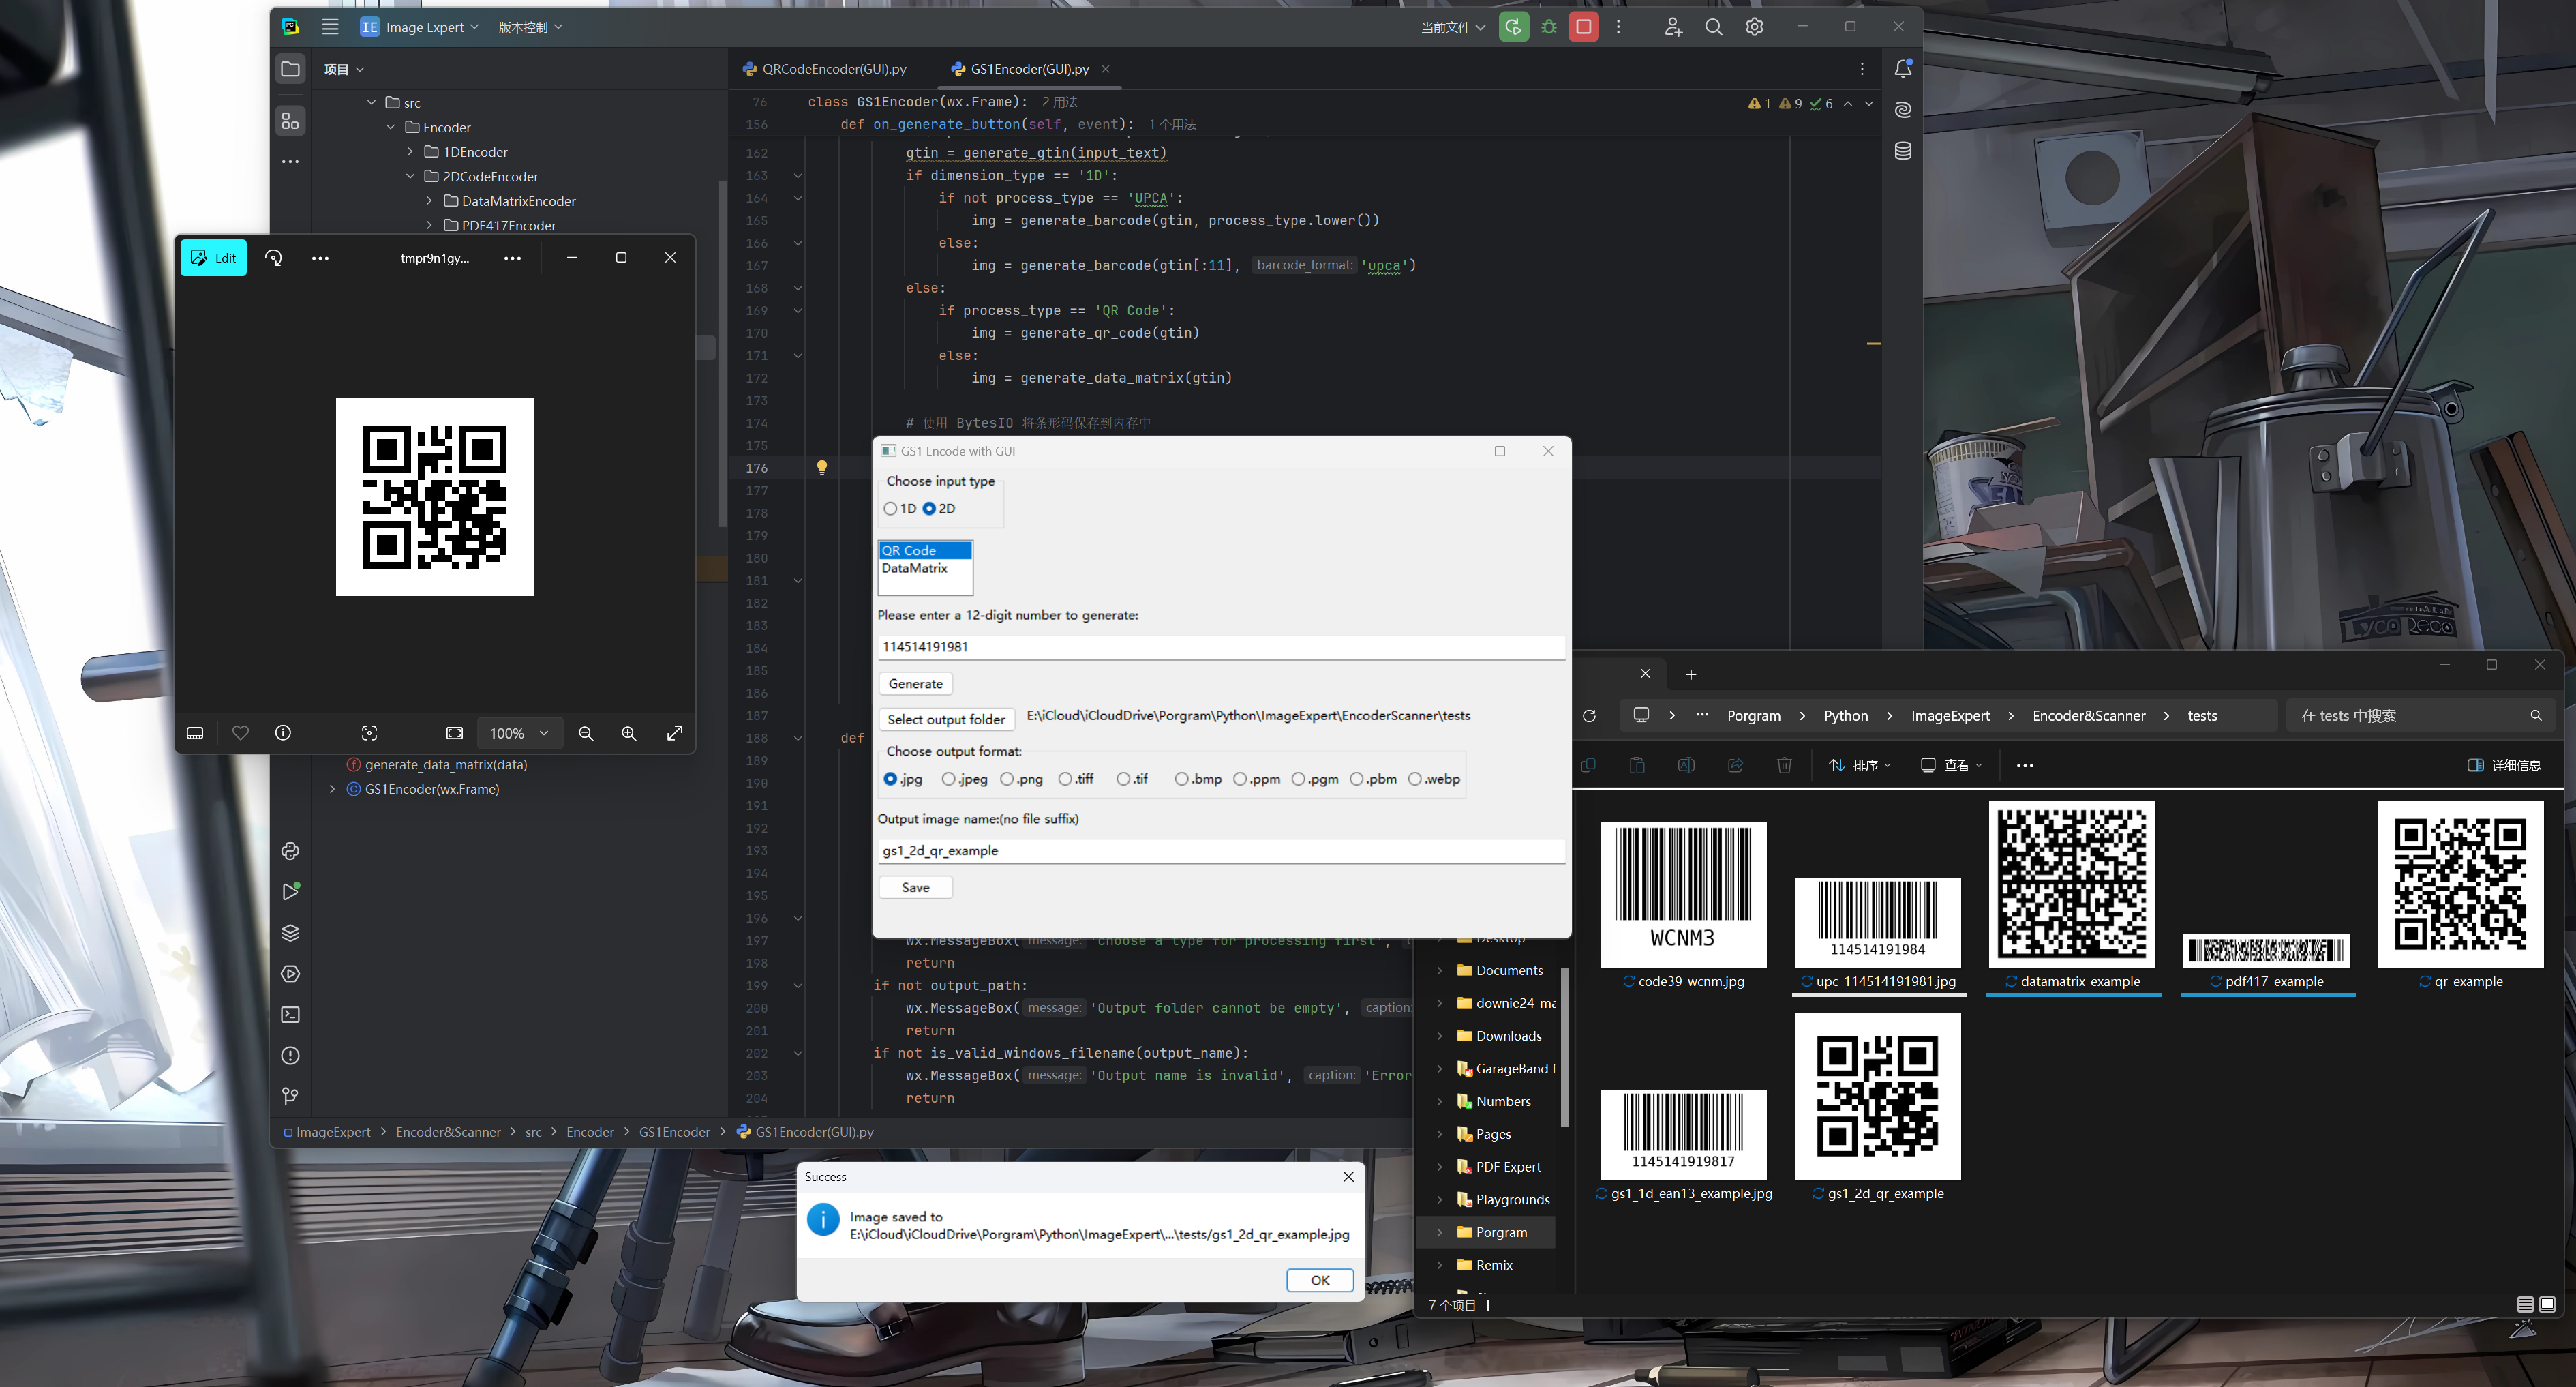 IE Image Expert 版本控制 当前文件
项目
QRCodeEncoder(GUI).py GS1Encoder(GUI).py
src
Encoder
1DEncoder
2DCodeEncoder
DataMatrixEncoder
PDF417Encoder
generate_data_matrix(data)
GS1Encoder(wx.Frame)
76 class GS1Encoder(wx.Frame): 2 用法
156 def on_generate_button(self, event): 1 个用法
1 9 6
162 gtin = generate_gtin(input_text)
163 if dimension_type == '1D':
164 if not process_type == 'UPCA':
165 img = generate_barcode(gtin, process_type.lower())
166 else:
167 img = generate_barcode(gtin[:11], barcode_format: 'upca')
168 else:
169 if process_type == 'QR Code':
170 img = generate_qr_code(gtin)
171 else:
172 img = generate_data_matrix(gtin)
173
174 # 使用 BytesIO 将条形码保存到内存中
175
176
177
178
179
180
181
182
183
184
185
186
187
188 def
189
190
191
192
193
194
195
196
197 wx.MessageBox( message: 'Choose a type for processing first',
198 return
199 if not output_path:
200 wx.MessageBox( message: 'Output folder cannot be empty', caption:
201 return
202 if not is_valid_windows_filename(output_name):
203 wx.MessageBox( message: 'Output name is invalid', caption: 'Error
204 return
ImageExpert > Encoder&Scanner > src > Encoder > GS1Encoder > GS1Encoder(GUI).py
Edit
tmpr9n1gy...
100%
GS1 Encode with GUI
Choose input type
1D 2D
QR Code
DataMatrix
Please enter a 12-digit number to generate:
114514191981
Generate
Select output folder E:\iCloud\iCloudDrive\Porgram\Python\ImageExpert\EncoderScanner\tests
Choose output format:
.jpg .jpeg .png .tiff .tif .bmp .ppm .pgm .pbm .webp
Output image name:(no file suffix)
gs1_2d_qr_example
Save
Success
Image saved to
E:\iCloud\iCloudDrive\Porgram\Python\ImageExpert\...\tests/gs1_2d_qr_example.jpg
OK
Porgram > Python > ImageExpert > Encoder&Scanner > tests
在 tests 中搜索
排序 查看 详细信息
Desktop
Documents
downie24_ma
Downloads
GarageBand f
Numbers
Pages
PDF Expert
Playgrounds
Porgram
Remix
WCNM3
code39_wcnm.jpg
114514191984
upc_114514191981.jpg
datamatrix_example
pdf417_example
qr_example
1145141919817
gs1_1d_ean13_example.jpg
gs1_2d_qr_example
7 个项目
LYCO RECO